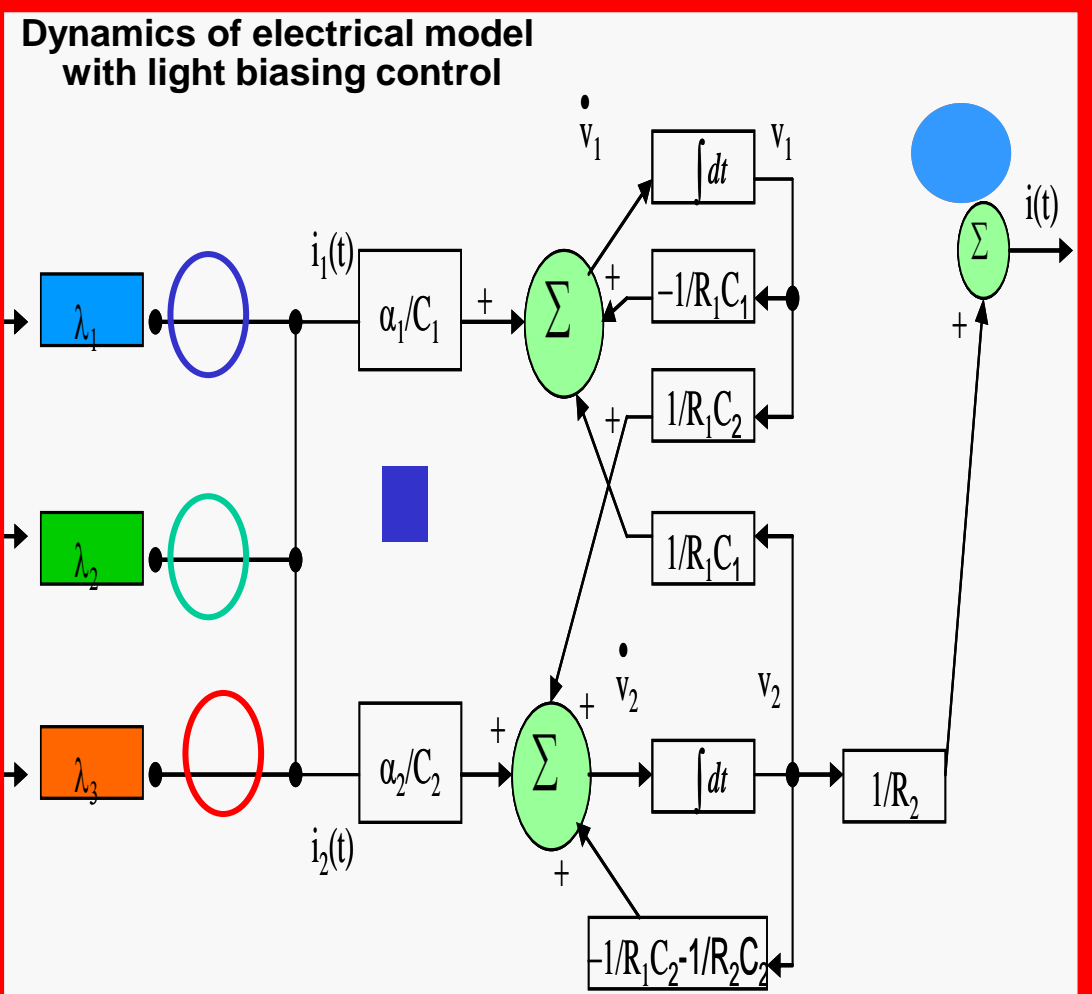 Dynamics of electrical model
with light biasing control
v̇₁
∫dt
v₁
i(t)
Σ
+
i₁(t)
λ₁
α₁/C₁
+
Σ
+
−1/R₁C₁
+
1/R₁C₂
λ₂
1/R₁C₁
v̇₂
v₂
λ₃
α₂/C₂
+
+
Σ
∫dt
1/R₂
i₂(t)
+
−1/R₁C₂-1/R₂C₂